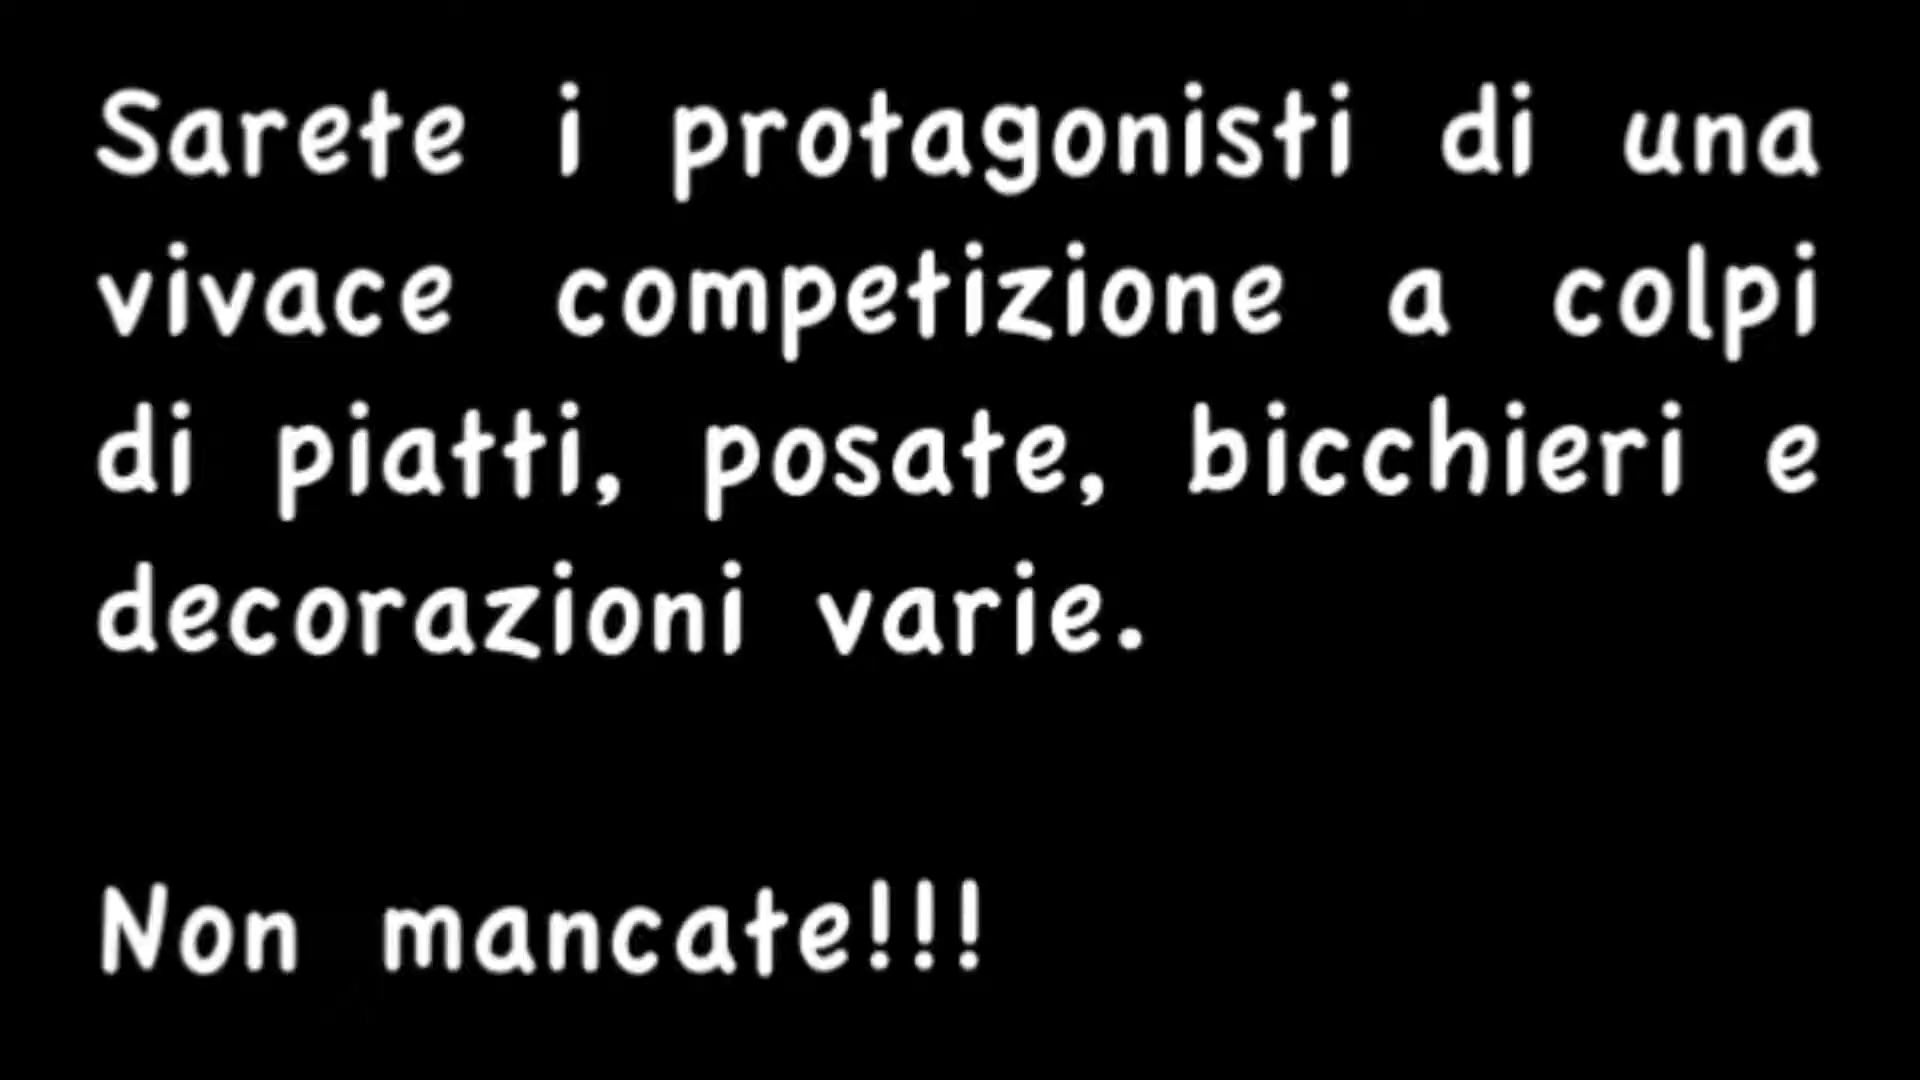 Sarete i protagonisti di una
vivace competizione a colpi
di piatti, posate, bicchieri e
decorazioni varie.
Non mancate!!!